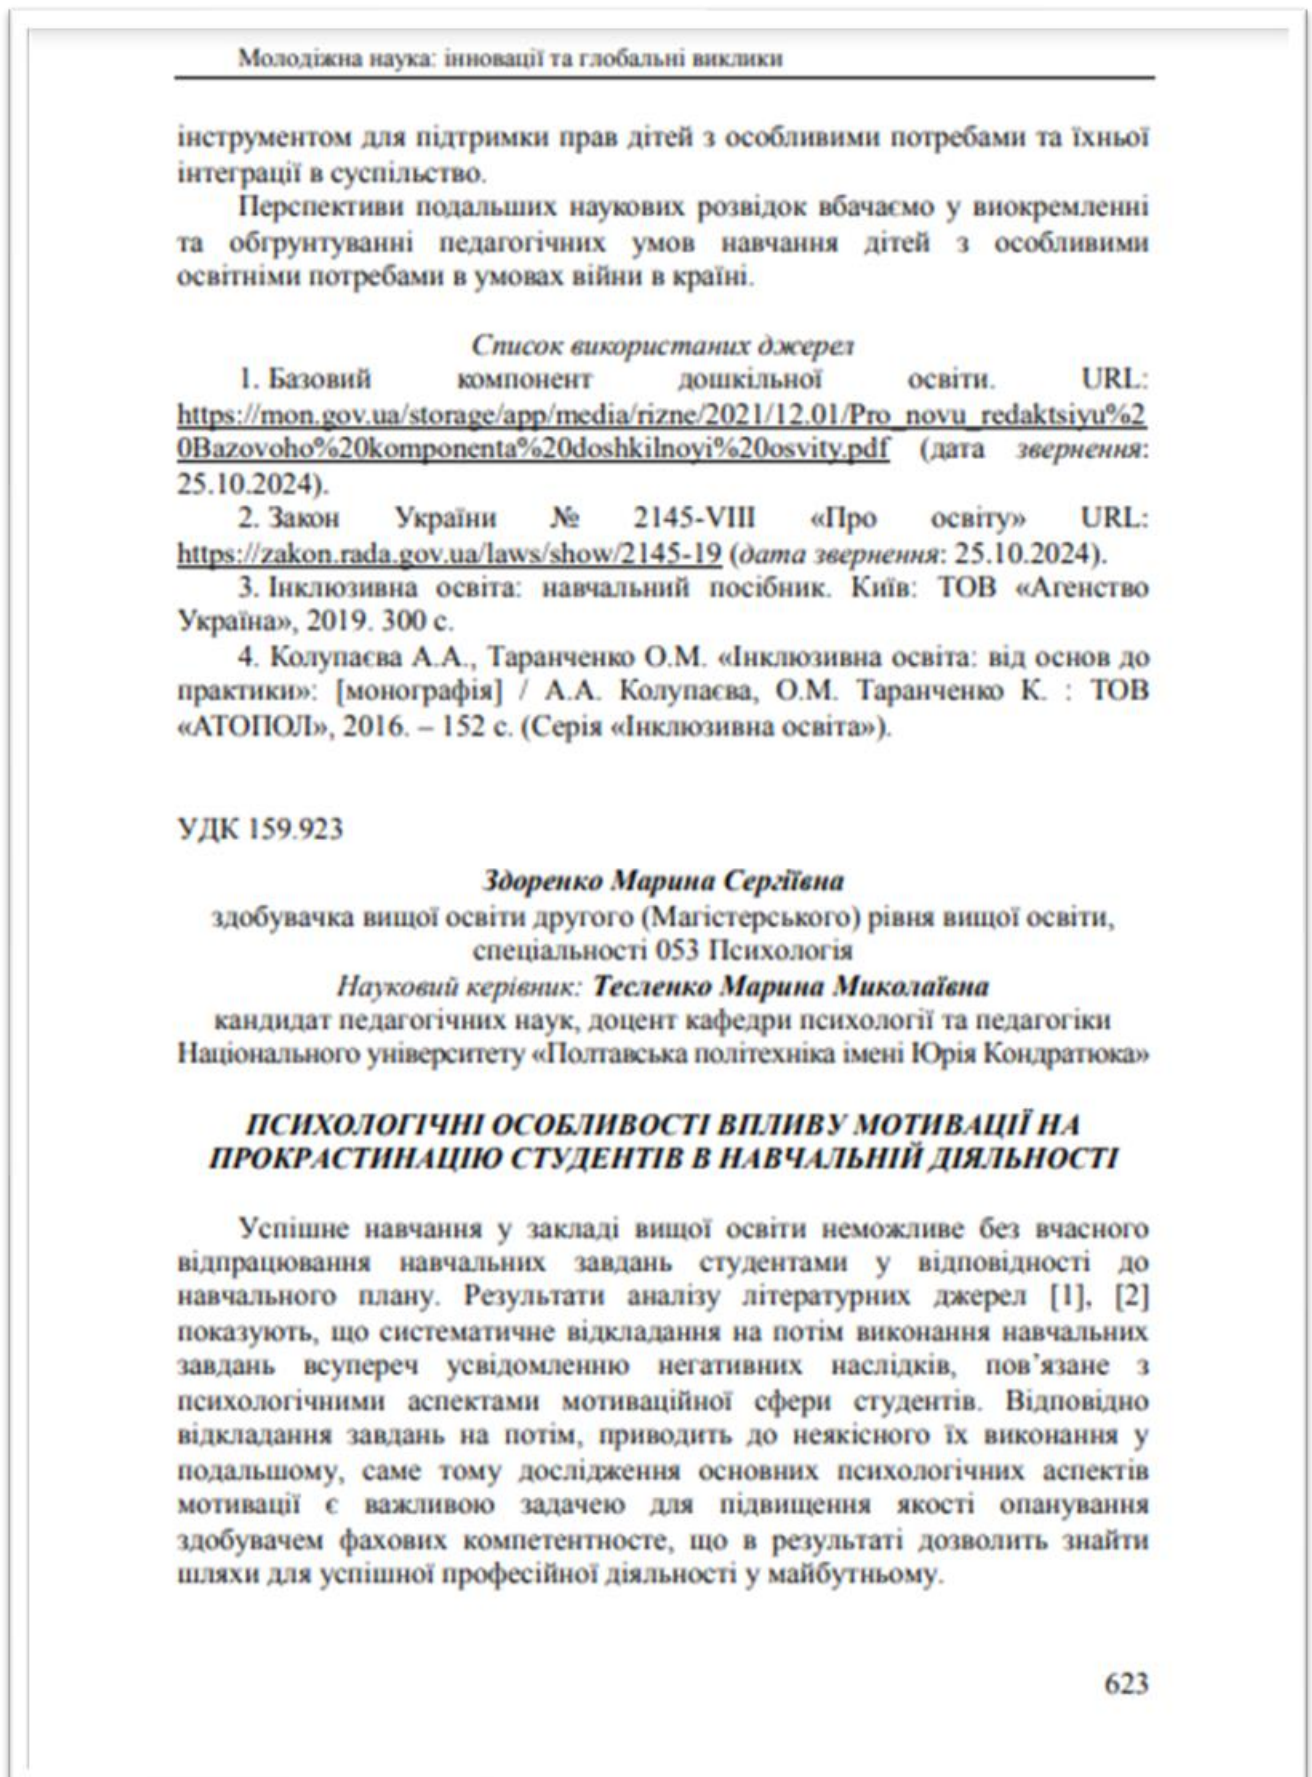 Молодіжна наука: інновації та глобальні виклики
інструментом для підтримки прав дітей з особливими потребами та їхньої
інтеграції в суспільство.
Перспективи подальших наукових розвідок вбачаємо у виокремленні
та обґрунтуванні педагогічних умов навчання дітей з особливими
освітніми потребами в умовах війни в країні.
Список використаних джерел
1. Базовий компонент дошкільної освіти. URL:
https://mon.gov.ua/storage/app/media/rizne/2021/12.01/Pro_novu_redaktsiyu%2
0Bazovoho%20komponenta%20doshkilnoyi%20osvity.pdf (дата звернення:
25.10.2024).
2. Закон України № 2145-VIII «Про освіту» URL:
https://zakon.rada.gov.ua/laws/show/2145-19 (дата звернення: 25.10.2024).
3. Інклюзивна освіта: навчальний посібник. Київ: ТОВ «Агенство
Україна», 2019. 300 с.
4. Колупаєва А.А., Таранченко О.М. «Інклюзивна освіта: від основ до
практики»: [монографія] / А.А. Колупаєва, О.М. Таранченко К. : ТОВ
«АТОПОЛ», 2016. – 152 с. (Серія «Інклюзивна освіта»).
УДК 159.923
Здоренко Марина Сергіївна
здобувачка вищої освіти другого (Магістерського) рівня вищої освіти,
спеціальності 053 Психологія
Науковий керівник: Тесленко Марина Миколаївна
кандидат педагогічних наук, доцент кафедри психології та педагогіки
Національного університету «Полтавська політехніка імені Юрія Кондратюка»
ПСИХОЛОГІЧНІ ОСОБЛИВОСТІ ВПЛИВУ МОТИВАЦІЇ НА
ПРОКРАСТИНАЦІЮ СТУДЕНТІВ В НАВЧАЛЬНІЙ ДІЯЛЬНОСТІ
Успішне навчання у закладі вищої освіти неможливе без вчасного
відпрацювання навчальних завдань студентами у відповідності до
навчального плану. Результати аналізу літературних джерел [1], [2]
показують, що систематичне відкладання на потім виконання навчальних
завдань всупереч усвідомленню негативних наслідків, пов’язане з
психологічними аспектами мотиваційної сфери студентів. Відповідно
відкладання завдань на потім, приводить до неякісного їх виконання у
подальшому, саме тому дослідження основних психологічних аспектів
мотивації є важливою задачею для підвищення якості опанування
здобувачем фахових компетентносте, що в результаті дозволить знайти
шляхи для успішної професійної діяльності у майбутньому.
623